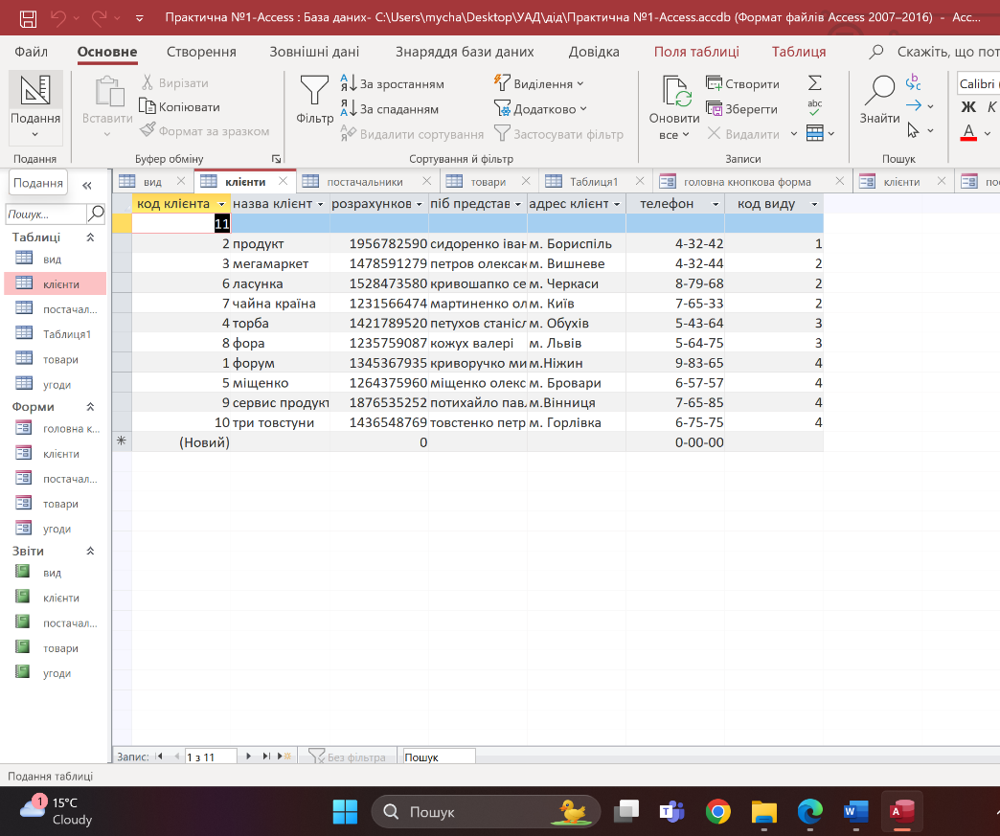 Практична №1-Access : База даних- C:\Users\mycha\Desktop\УАД\дід\Практична №1-Access.accdb (Формат файлів Access 2007–2016) - Acc...
Файл Основне Створення Зовнішні дані Знаряддя бази даних Довідка Поля таблиці Таблиця Скажіть, що пот
Подання
Вставити
Вирізати
Копіювати
Формат за зразком
Фільтр
За зростанням
За спаданням
Видалити сортування
Виділення
Додатково
Застосувати фільтр
Оновити все
Створити
Зберегти
Видалити
Знайти
Calibri (
Ж К
А
Подання Буфер обміну Сортування й фільтр Записи Пошук
Подання
вид клієнти постачальники товари Таблиця1 головна кнопкова форма клієнти пос
Пошук...
Таблиці
вид
клієнти
постачал...
Таблиця1
товари
угоди
Форми
головна к...
клієнти
постачал...
товари
угоди
Звіти
вид
клієнти
постачал...
товари
угоди
код клієнта назва клієнт розрахунков піб представ адрес клієнт телефон код виду
11
2 продукт 1956782590 сидоренко іван м. Бориспіль 4-32-42 1
3 мегамаркет 1478591279 петров олексан м. Вишневе 4-32-44 2
6 ласунка 1528473580 кривошапко се м. Черкаси 8-79-68 2
7 чайна країна 1231566474 мартиненко ол м. Київ 7-65-33 2
4 торба 1421789520 петухов станісл м. Обухів 5-43-64 3
8 фора 1235759087 кожух валері м. Львів 5-64-75 3
1 форум 1345367935 криворучко ми м.Ніжин 9-83-65 4
5 міщенко 1264375960 міщенко олекс м. Бровари 6-57-57 4
9 сервис продукт 1876535252 потихайло пав м.Вінниця 7-65-85 4
10 три товстуни 1436548769 товстенко петр м. Горлівка 6-75-75 4
(Новий) 0 0-00-00
Запис: 1 з 11 Без фільтра Пошук
Подання таблиці
1
15°C
Cloudy
Пошук